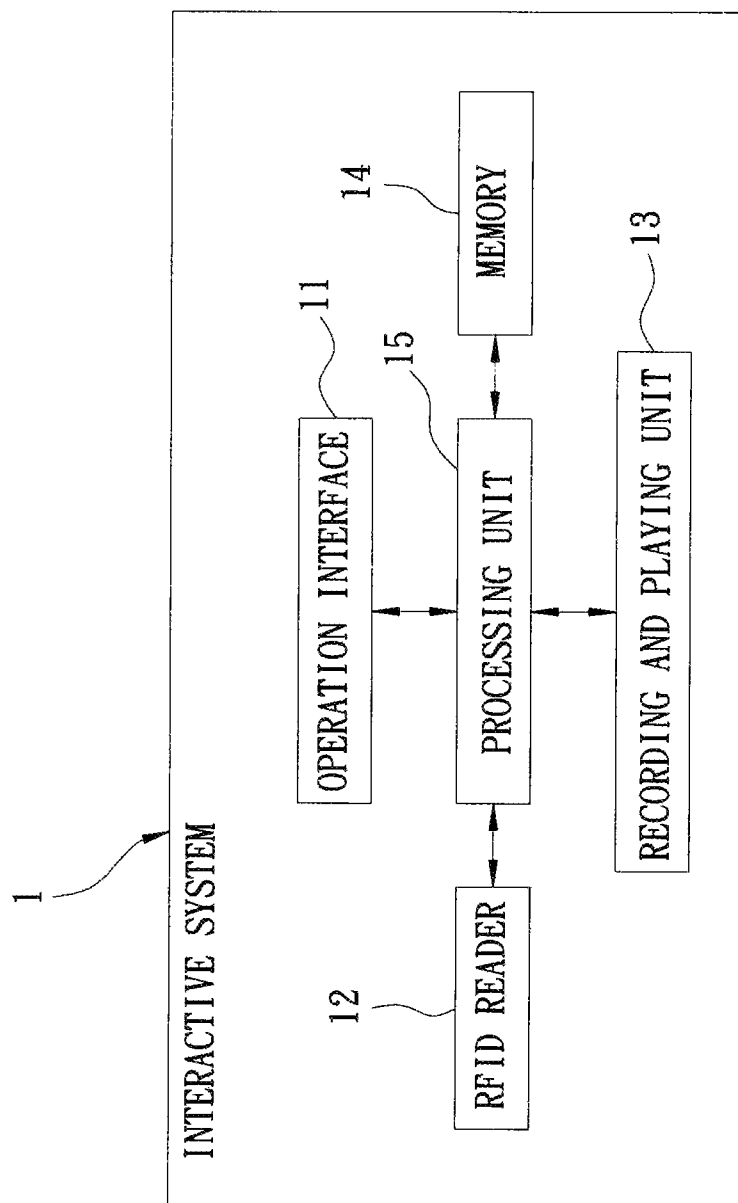 1
INTERACTIVE SYSTEM
11
OPERATION INTERFACE
12
RFID READER
15
PROCESSING UNIT
14
MEMORY
13
RECORDING AND PLAYING UNIT